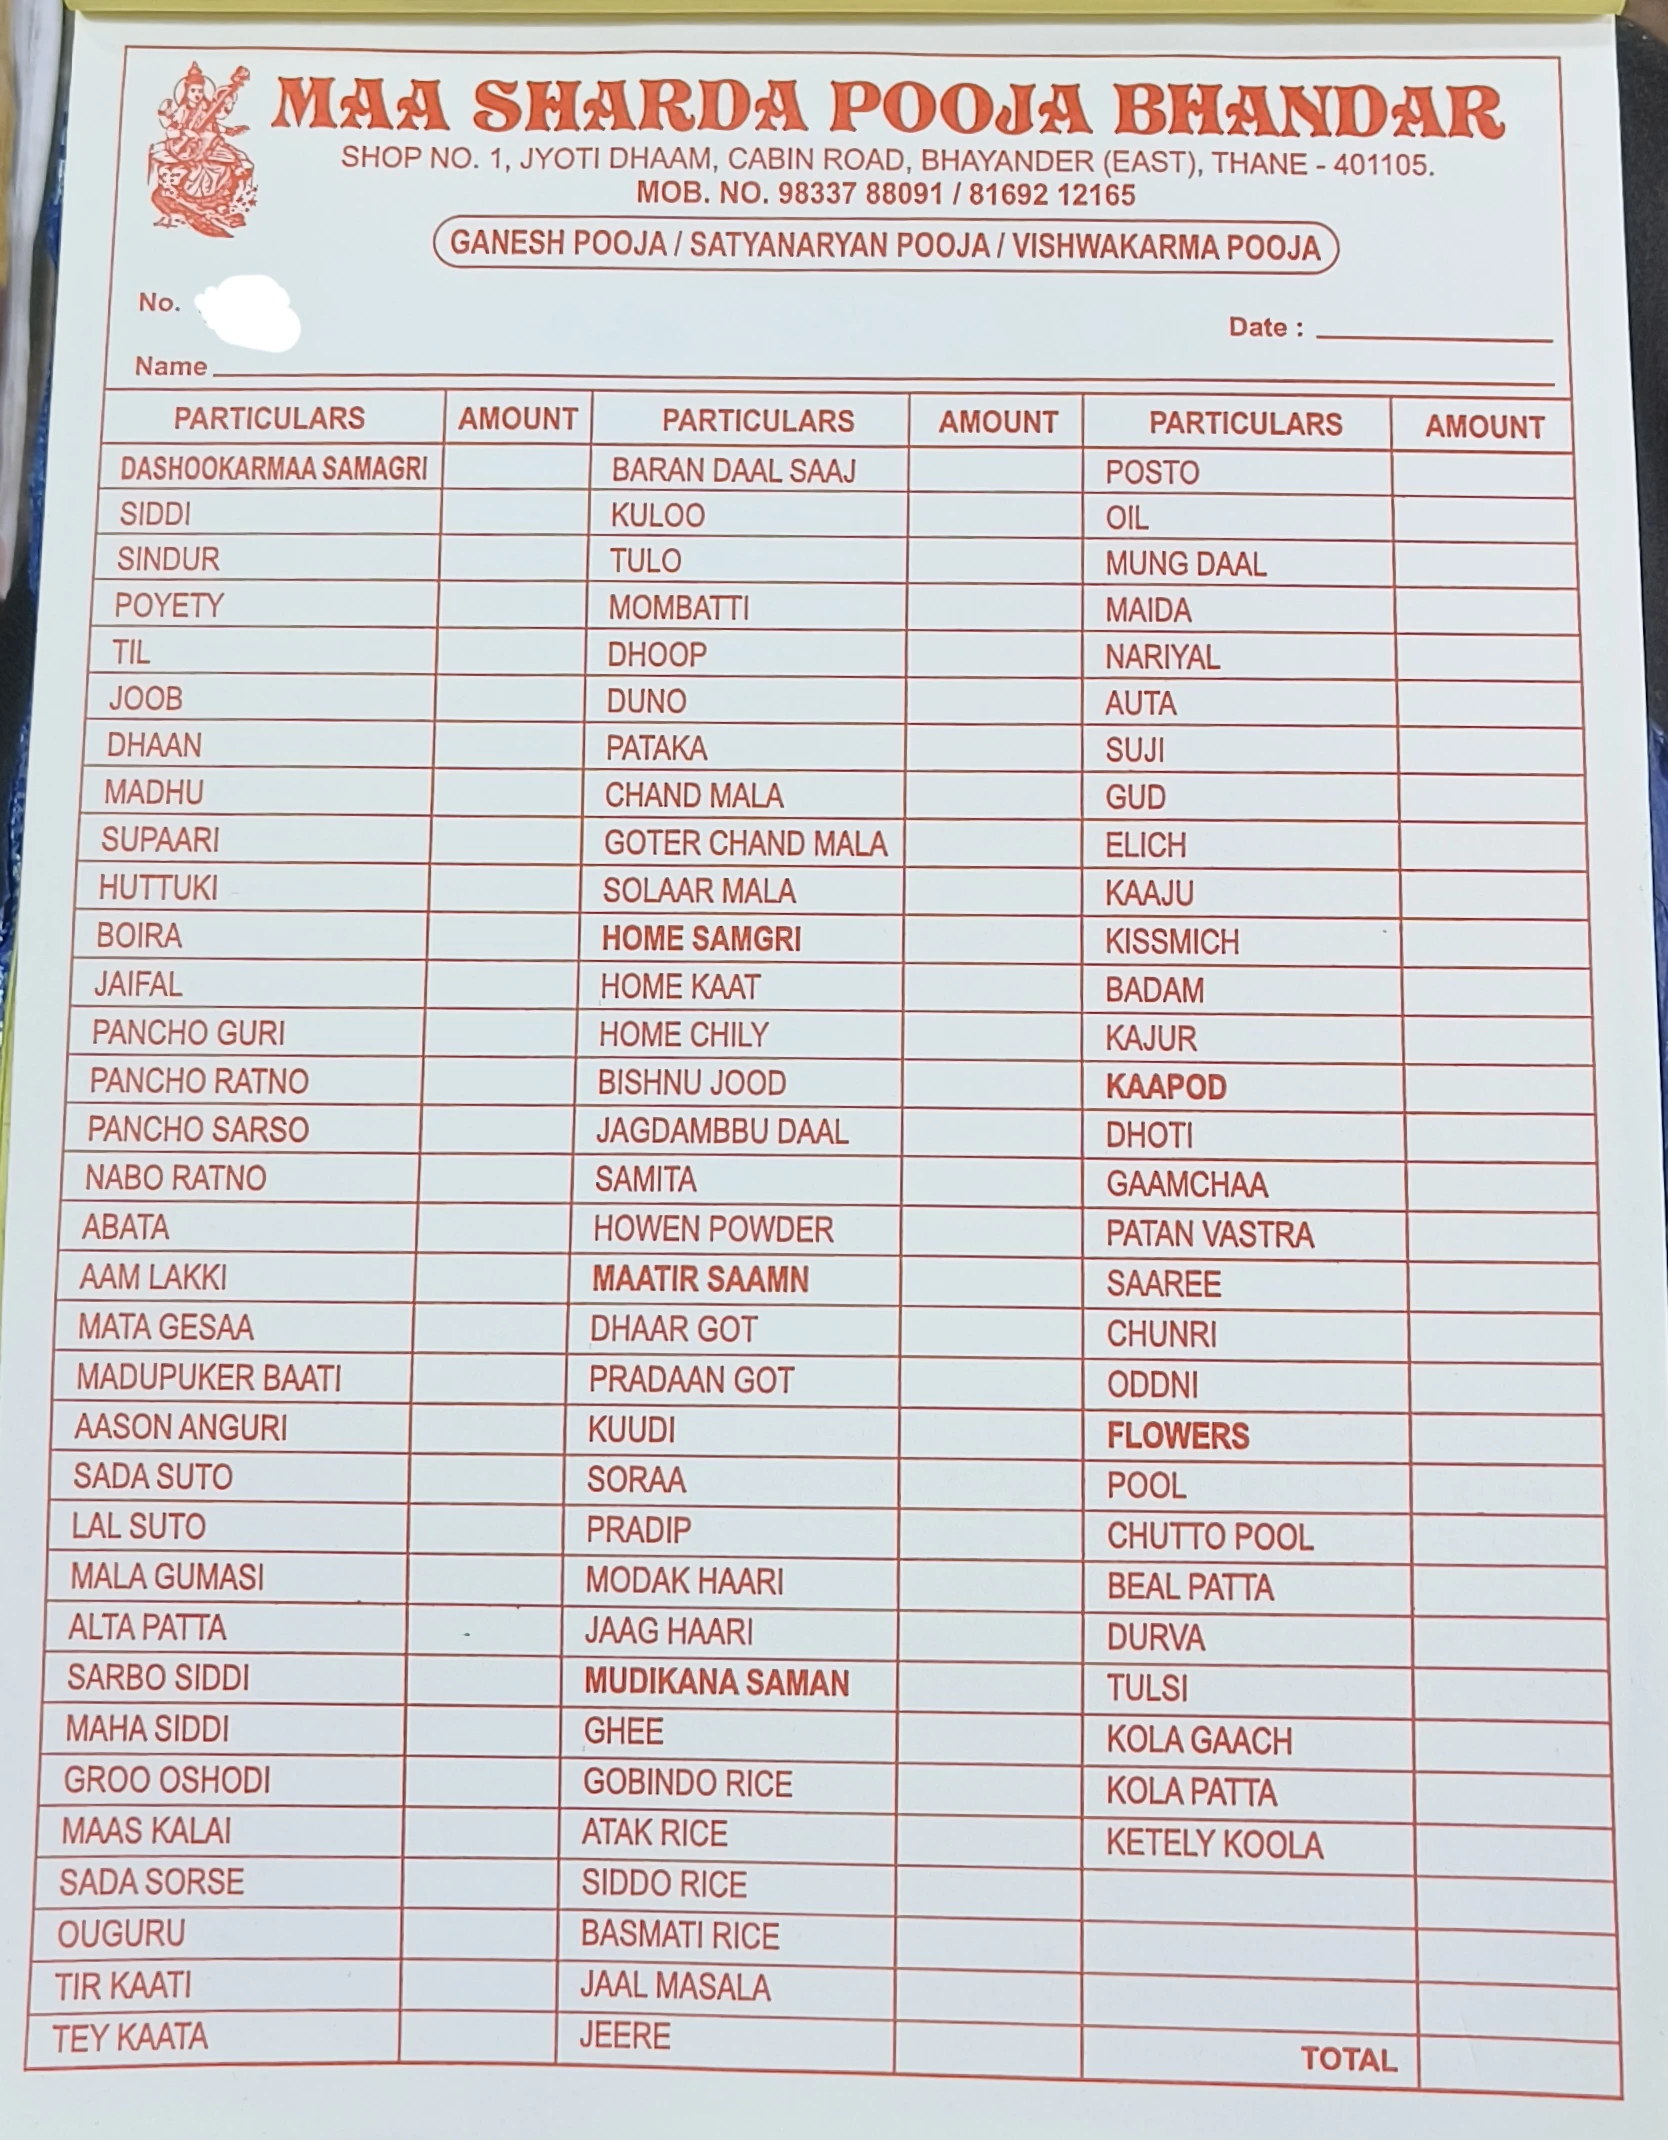 MAA SHARDA POOJA BHANDAR
SHOP NO. 1, JYOTI DHAAM, CABIN ROAD, BHAYANDER (EAST), THANE - 401105.
MOB. NO. 98337 88091 / 81692 12165
GANESH POOJA / SATYANARYAN POOJA / VISHWAKARMA POOJA
No.
Date :
Name
PARTICULARS AMOUNT PARTICULARS AMOUNT PARTICULARS AMOUNT
DASHOOKARMAA SAMAGRI BARAN DAAL SAAJ POSTO
SIDDI KULOO OIL
SINDUR TULO MUNG DAAL
POYETY MOMBATTI MAIDA
TIL DHOOP NARIYAL
JOOB DUNO AUTA
DHAAN PATAKA SUJI
MADHU CHAND MALA GUD
SUPAARI GOTER CHAND MALA ELICH
HUTTUKI SOLAAR MALA KAAJU
BOIRA HOME SAMGRI KISSMICH
JAIFAL HOME KAAT BADAM
PANCHO GURI HOME CHILY KAJUR
PANCHO RATNO BISHNU JOOD KAAPOD
PANCHO SARSO JAGDAMBBU DAAL DHOTI
NABO RATNO SAMITA GAAMCHAA
ABATA HOWEN POWDER PATAN VASTRA
AAM LAKKI MAATIR SAAMN SAAREE
MATA GESAA DHAAR GOT CHUNRI
MADUPUKER BAATI PRADAAN GOT ODDNI
AASON ANGURI KUUDI FLOWERS
SADA SUTO SORAA POOL
LAL SUTO PRADIP CHUTTO POOL
MALA GUMASI MODAK HAARI BEAL PATTA
ALTA PATTA JAAG HAARI DURVA
SARBO SIDDI MUDIKANA SAMAN TULSI
MAHA SIDDI GHEE KOLA GAACH
GROO OSHODI GOBINDO RICE KOLA PATTA
MAAS KALAI ATAK RICE KETELY KOOLA
SADA SORSE SIDDO RICE
OUGURU BASMATI RICE
TIR KAATI JAAL MASALA
TEY KAATA JEERE TOTAL